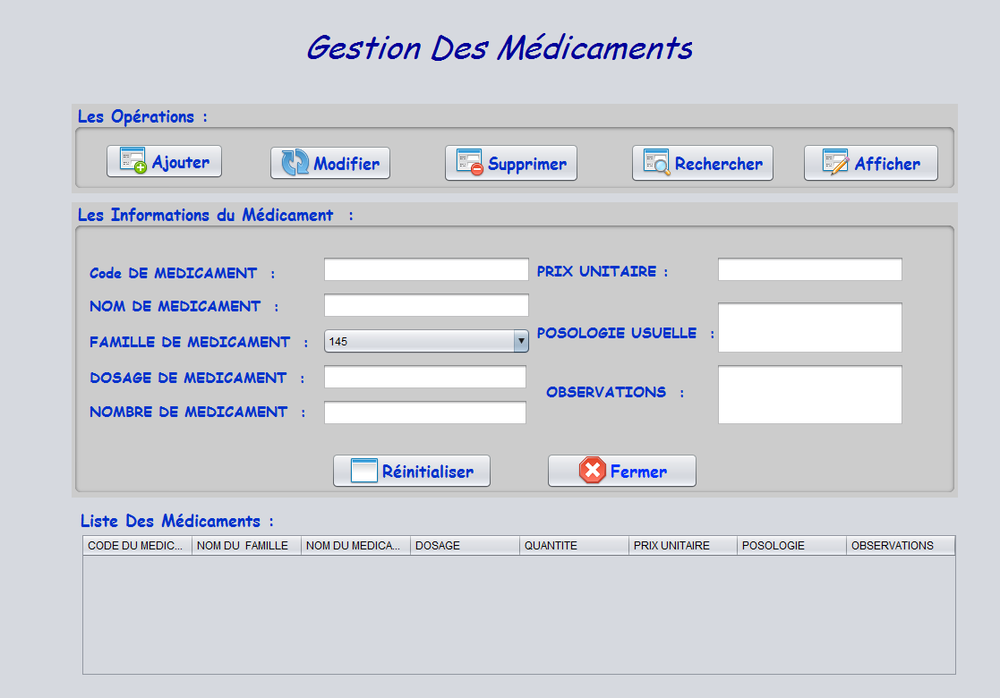 Gestion Des Médicaments
Les Opérations :
Ajouter Modifier Supprimer Rechercher Afficher
Les Informations du Médicament :
Code DE MEDICAMENT : PRIX UNITAIRE :
NOM DE MEDICAMENT :
FAMILLE DE MEDICAMENT : 145 POSOLOGIE USUELLE :
DOSAGE DE MEDICAMENT :
OBSERVATIONS :
NOMBRE DE MEDICAMENT :
Réinitialiser Fermer
Liste Des Médicaments :
CODE DU MEDIC... NOM DU FAMILLE NOM DU MEDICA... DOSAGE QUANTITE PRIX UNITAIRE POSOLOGIE OBSERVATIONS